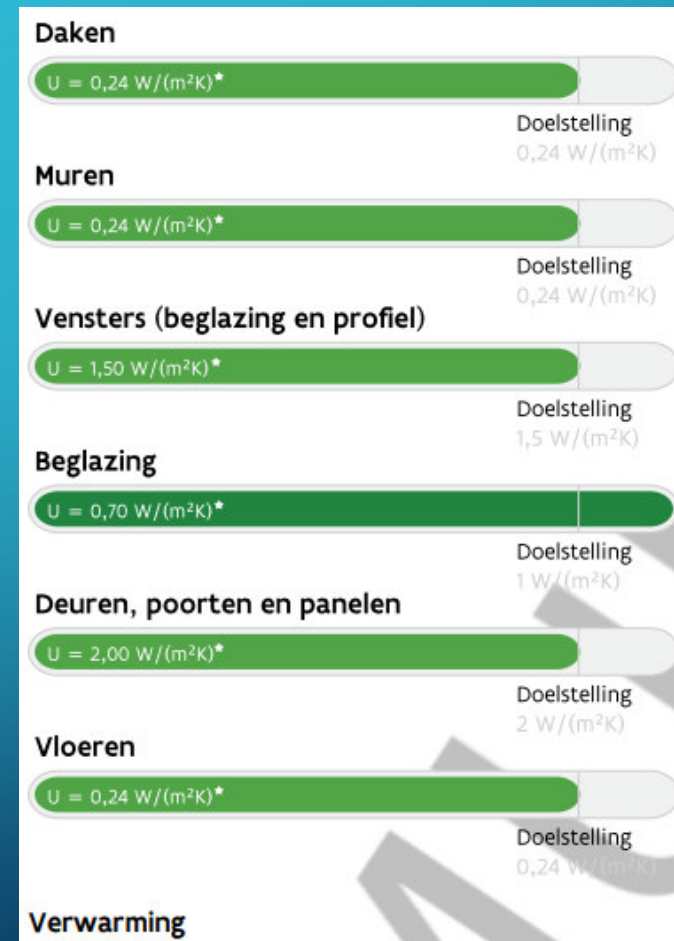 Daken
U = 0,24 W/(m²K)*
Doelstelling
0,24 W/(m²K)
Muren
U = 0,24 W/(m²K)*
Doelstelling
0,24 W/(m²K)
Vensters (beglazing en profiel)
U = 1,50 W/(m²K)*
Doelstelling
1,5 W/(m²K)
Beglazing
U = 0,70 W/(m²K)*
Doelstelling
1 W/(m²K)
Deuren, poorten en panelen
U = 2,00 W/(m²K)*
Doelstelling
2 W/(m²K)
Vloeren
U = 0,24 W/(m²K)*
Doelstelling
0,24 W/(m²K)
Verwarming